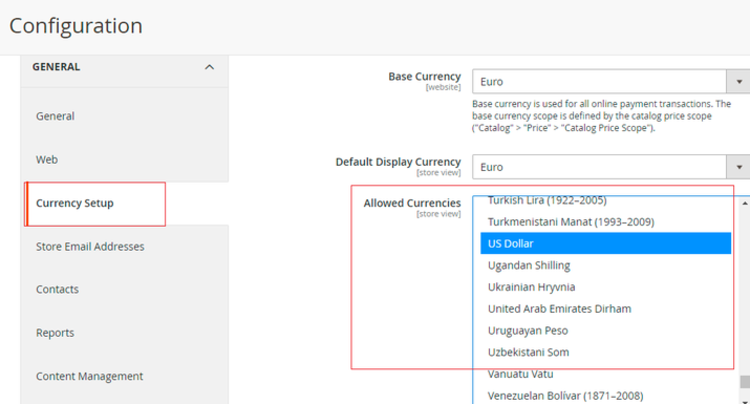 Configuration
GENERAL
General
Web
Currency Setup
Store Email Addresses
Contacts
Reports
Content Management
Base Currency
[website]
Euro
Base currency is used for all online payment transactions. The
base currency scope is defined by the catalog price scope
("Catalog" > "Price" > "Catalog Price Scope").
Default Display Currency
[store view]
Euro
Allowed Currencies
[store view]
Turkish Lira (1922–2005)
Turkmenistani Manat (1993–2009)
US Dollar
Ugandan Shilling
Ukrainian Hryvnia
United Arab Emirates Dirham
Uruguayan Peso
Uzbekistani Som
Vanuatu Vatu
Venezuelan Bolívar (1871–2008)